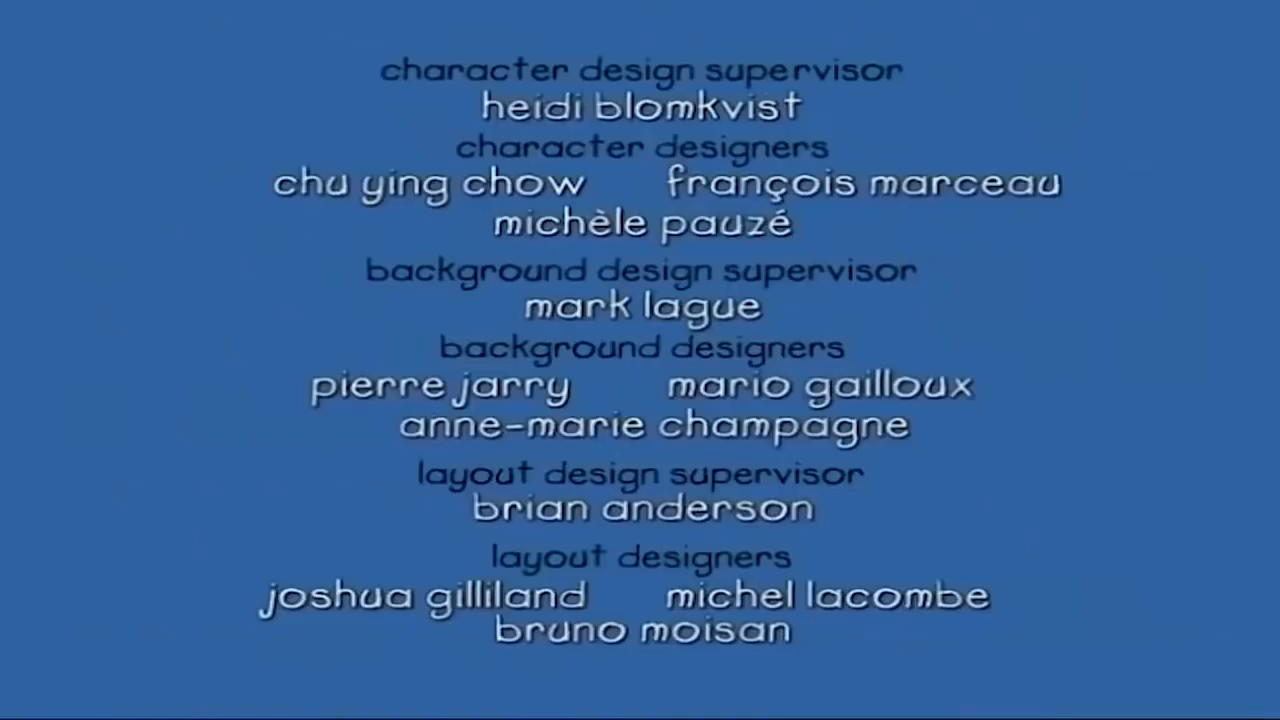 character design supervisor
heidi blomkvist
character designers
chu ying chow françois marceau
michèle pauzé
background design supervisor
mark lague
background designers
pierre jarry mario gailloux
anne-marie champagne
layout design supervisor
brian anderson
layout designers
joshua gilliland michel lacombe
bruno moisan